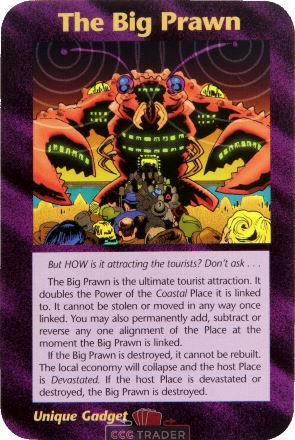 The Big Prawn
But HOW is it attracting the tourists? Don't ask . . .
The Big Prawn is the ultimate tourist attraction. It
doubles the Power of the Coastal Place it is linked
to. It cannot be stolen or moved in any way once
linked. You may also permanently add, subtract or
reverse any one alignment of the Place at the
moment the Big Prawn is linked.
If the Big Prawn is destroyed, it cannot be rebuilt.
The local economy will collapse and the host Place
is Devastated. If the host Place is devastated or
destroyed, the Big Prawn is destroyed.
Unique Gadget
CCG TRADER